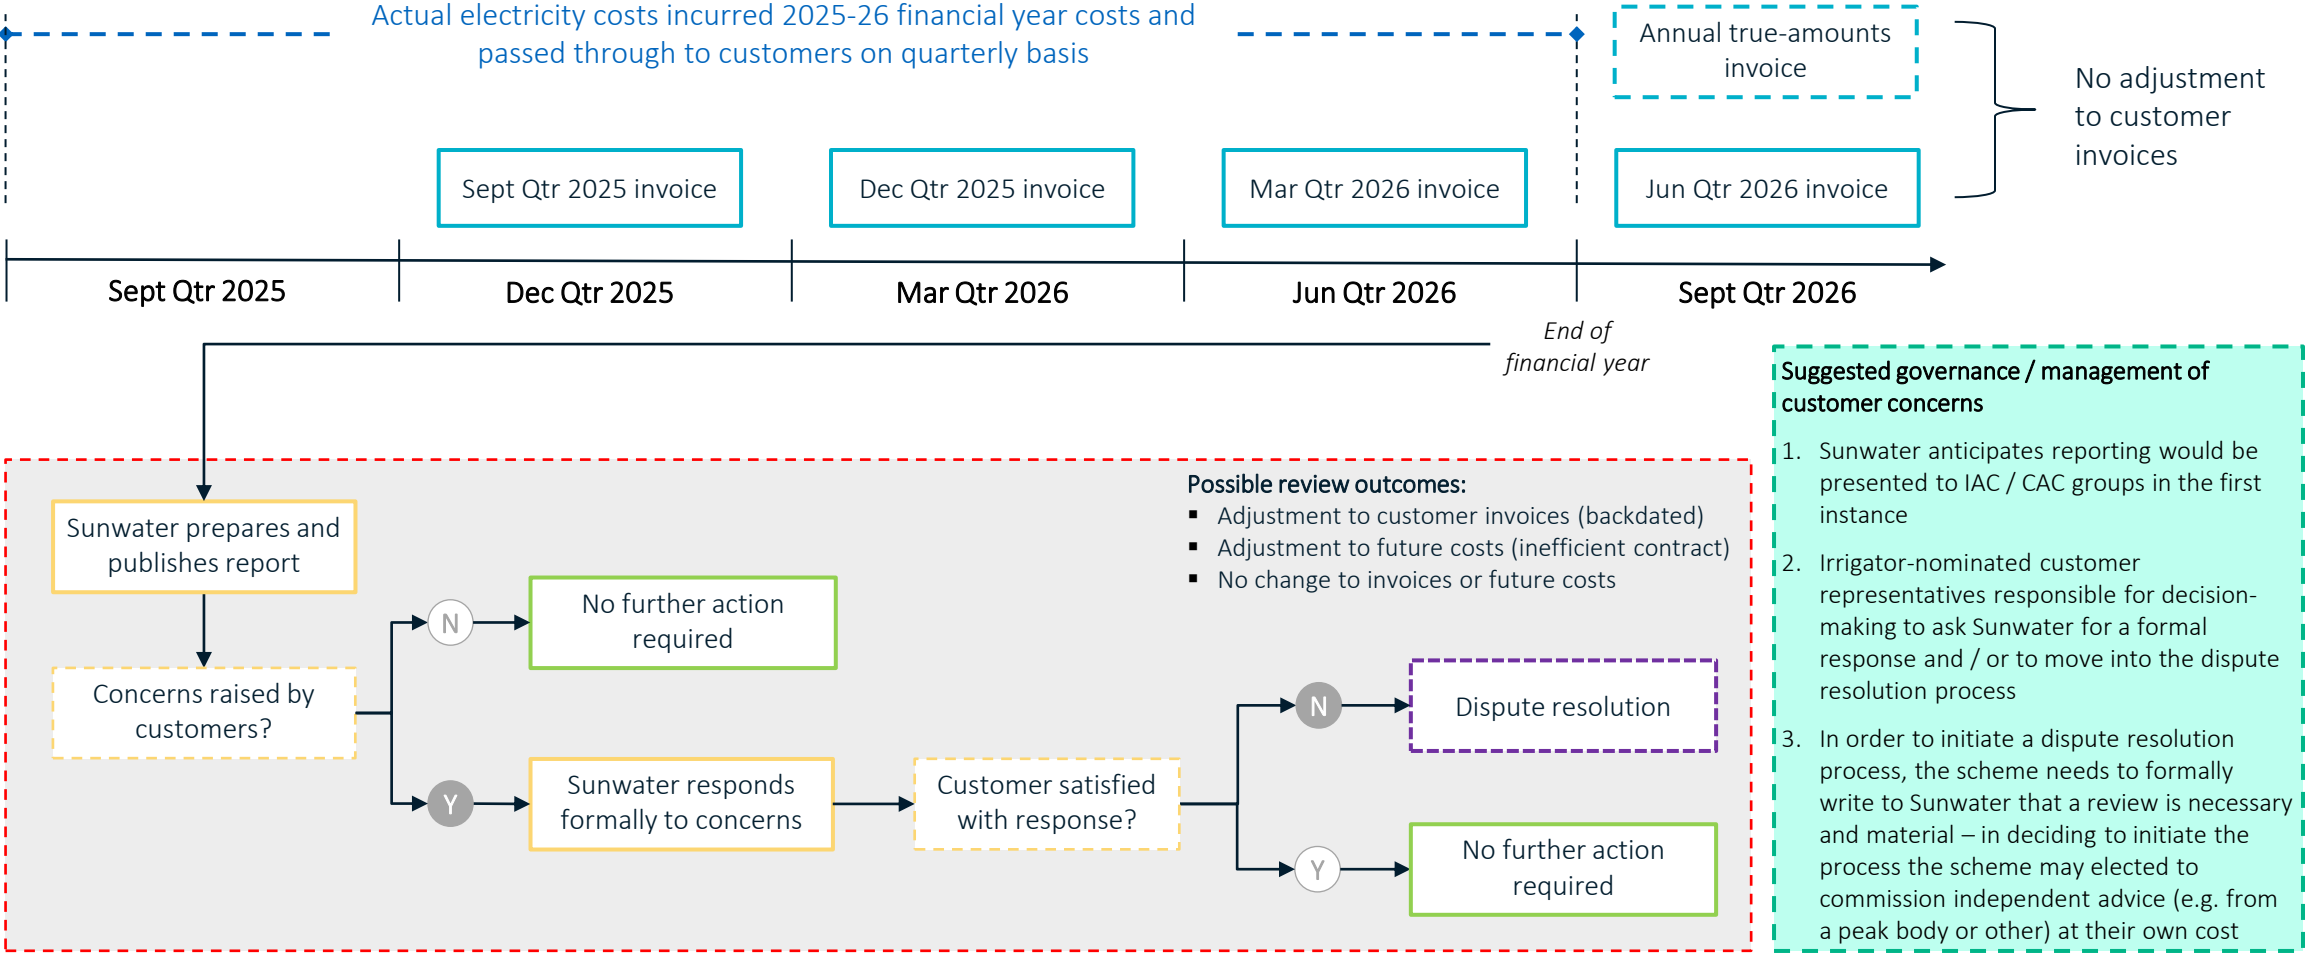 Actual electricity costs incurred 2025-26 financial year costs and
passed through to customers on quarterly basis
Annual true-amounts
invoice
No adjustment
to customer
invoices
Sept Qtr 2025 invoice
Dec Qtr 2025 invoice
Mar Qtr 2026 invoice
Jun Qtr 2026 invoice
Sept Qtr 2025
Dec Qtr 2025
Mar Qtr 2026
Jun Qtr 2026
Sept Qtr 2026
End of
financial year
Sunwater prepares and
publishes report
Concerns raised by
customers?
N
No further action
required
Y
Sunwater responds
formally to concerns
Customer satisfied
with response?
N
Dispute resolution
Y
No further action
required
Possible review outcomes:
▪ Adjustment to customer invoices (backdated)
▪ Adjustment to future costs (inefficient contract)
▪ No change to invoices or future costs
Suggested governance / management of
customer concerns
1. Sunwater anticipates reporting would be
presented to IAC / CAC groups in the first
instance
2. Irrigator-nominated customer
representatives responsible for decision-
making to ask Sunwater for a formal
response and / or to move into the dispute
resolution process
3. In order to initiate a dispute resolution
process, the scheme needs to formally
write to Sunwater that a review is necessary
and material – in deciding to initiate the
process the scheme may elected to
commission independent advice (e.g. from
a peak body or other) at their own cost